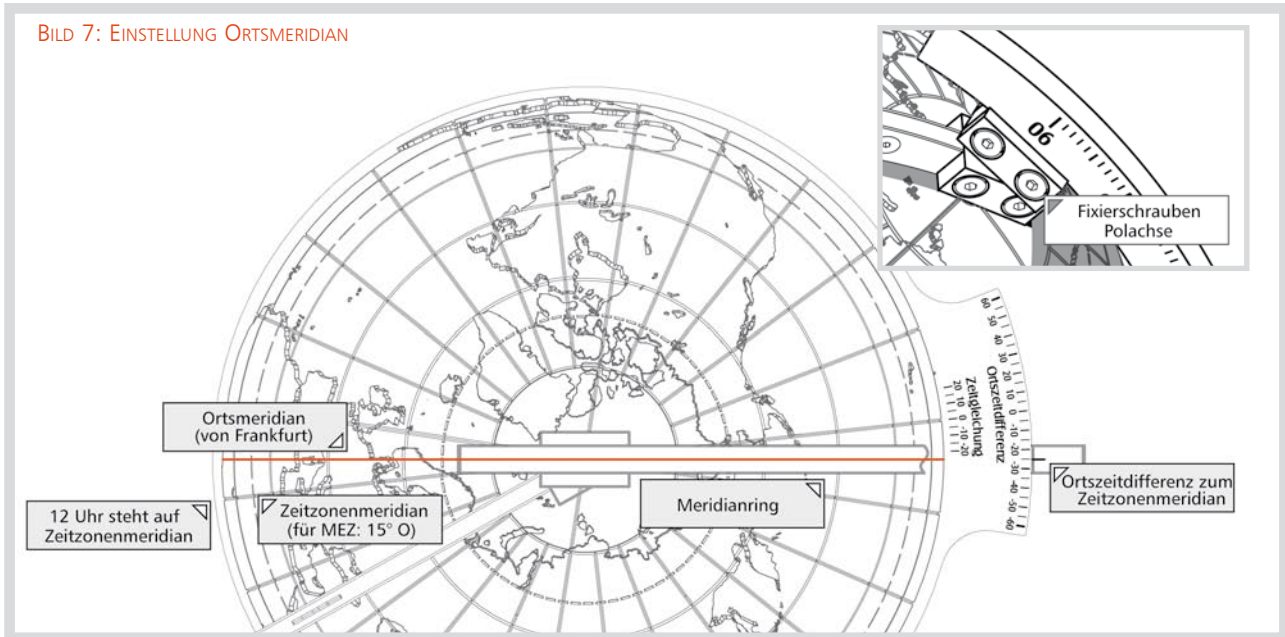 BILD 7: EINSTELLUNG ORTSMERIDIAN
90
Fixierschrauben
Polachse
60 50 40 30 20 10 0 -10 -20 -30 -40 -50 -60
Ortszeitdifferenz
Zeitgleichung
20 10 0 -10 -20
Ortsmeridian
(von Frankfurt)
12 Uhr steht auf
Zeitzonenmeridian
Zeitzonenmeridian
(für MEZ: 15° O)
Meridianring
Ortszeitdifferenz zum
Zeitzonenmeridian